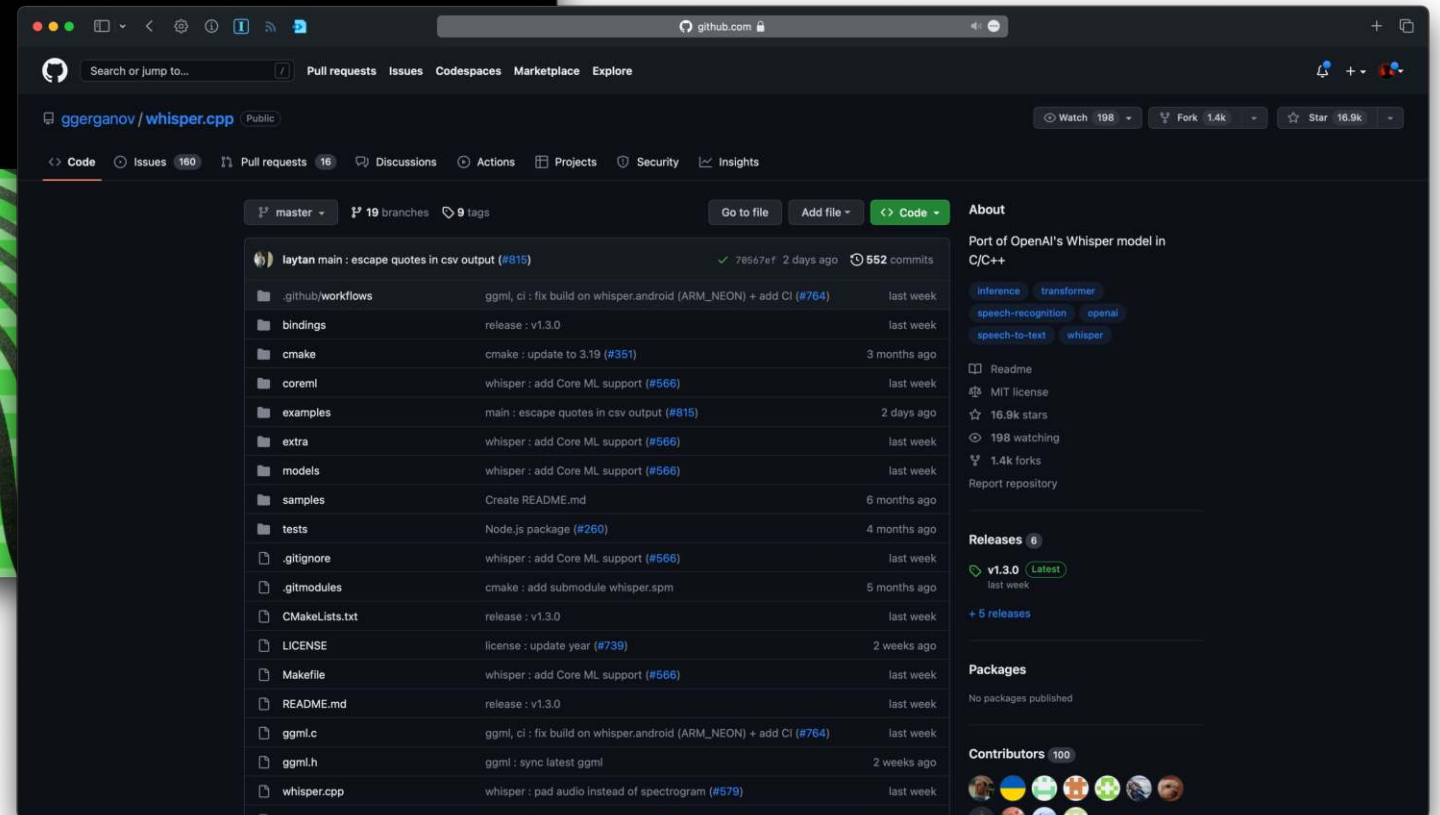 github.com
Search or jump to... / Pull requests Issues Codespaces Marketplace Explore
ggerganov / whisper.cpp Public Watch 198 Fork 1.4k Star 16.9k
Code Issues 160 Pull requests 16 Discussions Actions Projects Security Insights
master 19 branches 9 tags Go to file Add file Code
laytan main : escape quotes in csv output (#815) 70567ef 2 days ago 552 commits
.github/workflows ggml, ci : fix build on whisper.android (ARM_NEON) + add CI (#764) last week
bindings release : v1.3.0 last week
cmake cmake : update to 3.19 (#351) 3 months ago
coreml whisper : add Core ML support (#566) last week
examples main : escape quotes in csv output (#815) 2 days ago
extra whisper : add Core ML support (#566) last week
models whisper : add Core ML support (#566) last week
samples Create README.md 6 months ago
tests Node.js package (#260) 4 months ago
.gitignore whisper : add Core ML support (#566) last week
.gitmodules cmake : add submodule whisper.spm 5 months ago
CMakeLists.txt release : v1.3.0 last week
LICENSE license : update year (#739) 2 weeks ago
Makefile whisper : add Core ML support (#566) last week
README.md release : v1.3.0 last week
ggml.c ggml, ci : fix build on whisper.android (ARM_NEON) + add CI (#764) last week
ggml.h ggml : sync latest ggml 2 weeks ago
whisper.cpp whisper : pad audio instead of spectrogram (#579) last week
About
Port of OpenAI's Whisper model in
C/C++
inference transformer
speech-recognition openai
speech-to-text whisper
Readme
MIT license
16.9k stars
198 watching
1.4k forks
Report repository
Releases 6
v1.3.0 Latest
last week
+ 5 releases
Packages
No packages published
Contributors 100